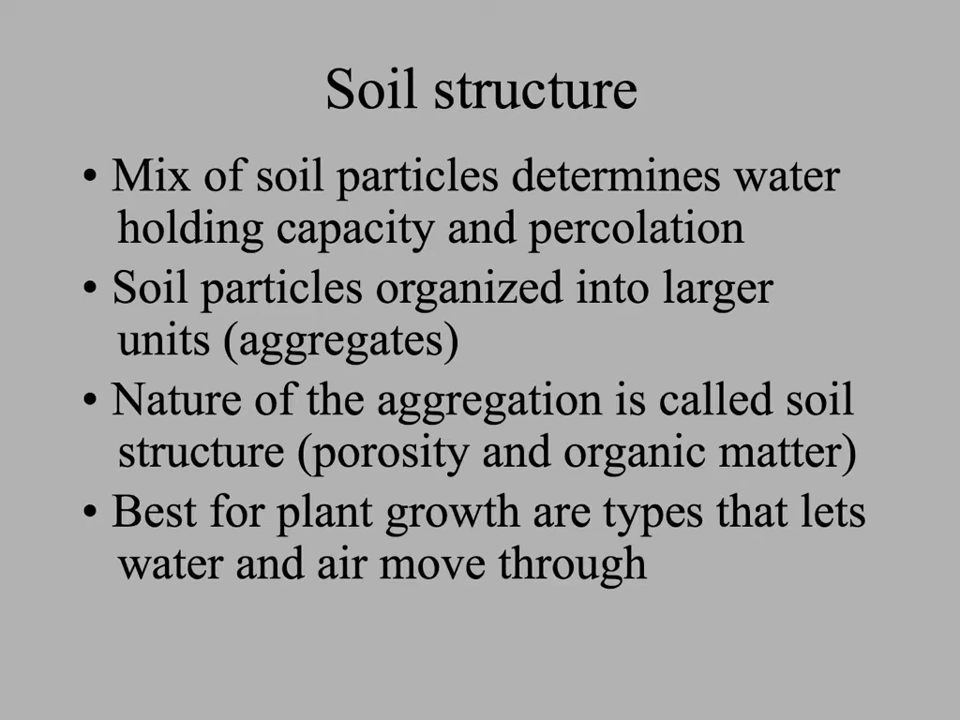 Soil structure
• Mix of soil particles determines water
holding capacity and percolation
• Soil particles organized into larger
units (aggregates)
• Nature of the aggregation is called soil
structure (porosity and organic matter)
• Best for plant growth are types that lets
water and air move through